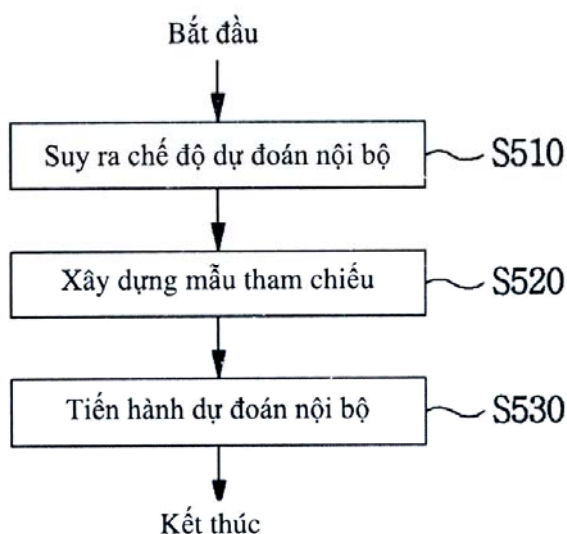 Bắt đầu
Suy ra chế độ dự đoán nội bộ S510
Xây dựng mẫu tham chiếu S520
Tiến hành dự đoán nội bộ S530
Kết thúc